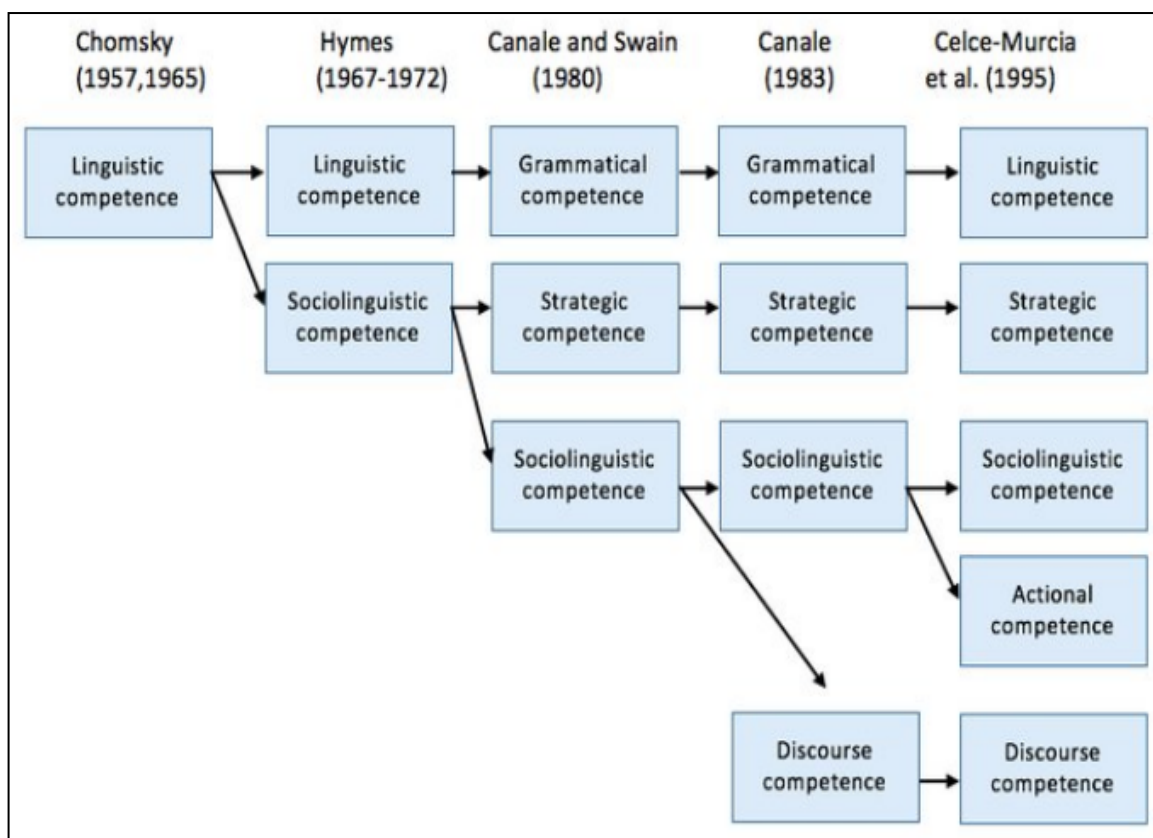 Chomsky
(1957,1965)
Hymes
(1967-1972)
Canale and Swain
(1980)
Canale
(1983)
Celce-Murcia
et al. (1995)
Linguistic
competence
Linguistic
competence
Grammatical
competence
Grammatical
competence
Linguistic
competence
Sociolinguistic
competence
Strategic
competence
Strategic
competence
Strategic
competence
Sociolinguistic
competence
Sociolinguistic
competence
Sociolinguistic
competence
Actional
competence
Discourse
competence
Discourse
competence